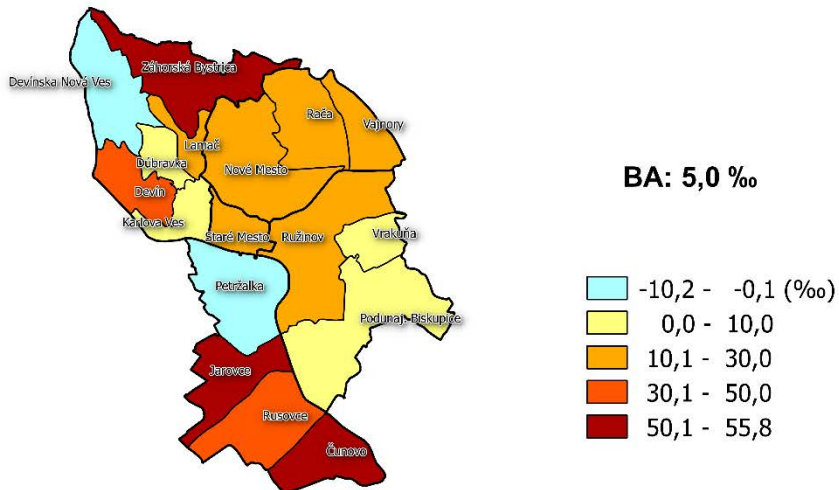 Záhorská Bystrica
Devínska Nová Ves
Rača
Vajnory
Lamač
Dúbravka
Nové Mesto
Devín
Karlova Ves
Staré Mesto
Ružinov
Vrakuňa
Petržalka
Podunaj. Biskupice
Jarovce
Rusovce
Čunovo
BA: 5,0 ‰
-10,2 - -0,1 (‰)
0,0 - 10,0
10,1 - 30,0
30,1 - 50,0
50,1 - 55,8